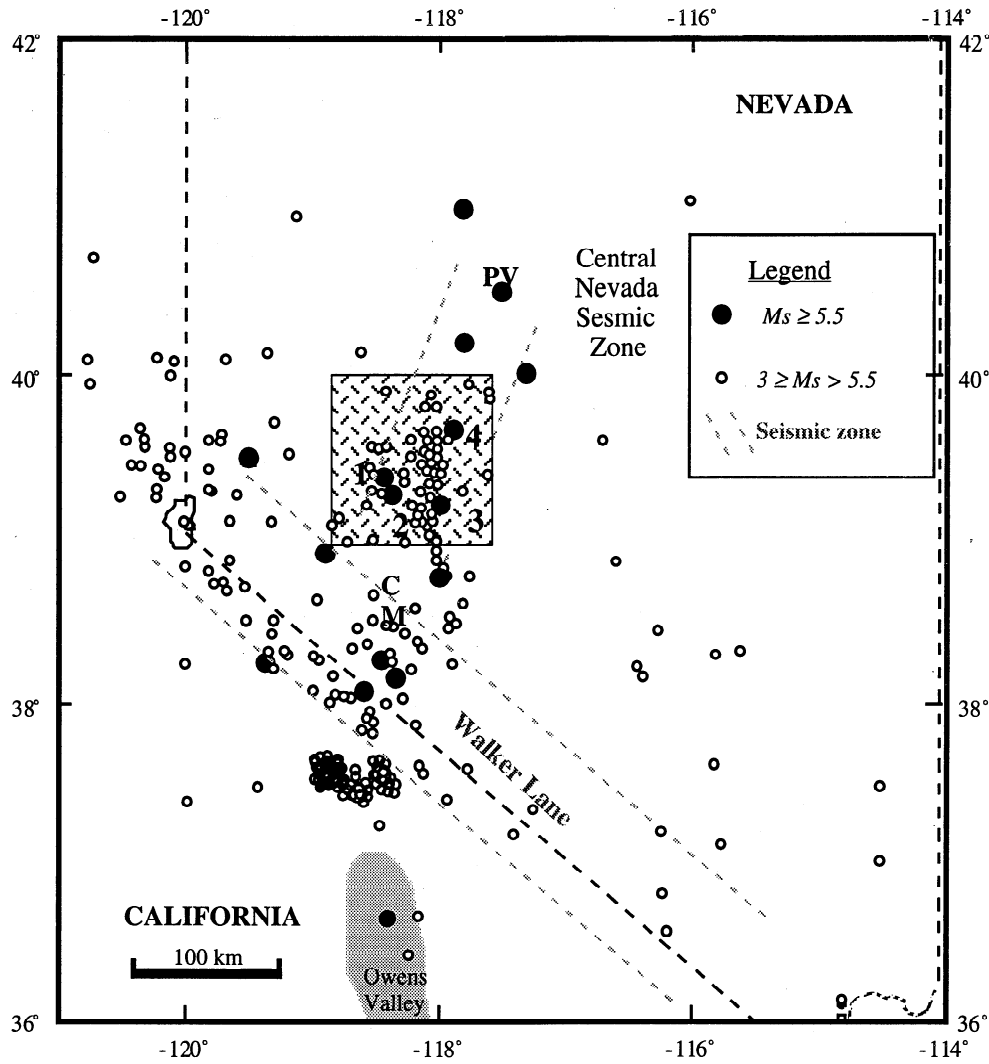 -120° -118° -116° -114°
42° 42°
NEVADA
PV
Central
Nevada
Sesmic
Zone
Legend
Ms ≥ 5.5
3 ≥ Ms > 5.5
Seismic zone
40° 40°
4
1
2 3
C
M
38° 38°
Walker Lane
CALIFORNIA
100 km
Owens
Valley
36° 36°
-120° -118° -116° -114°